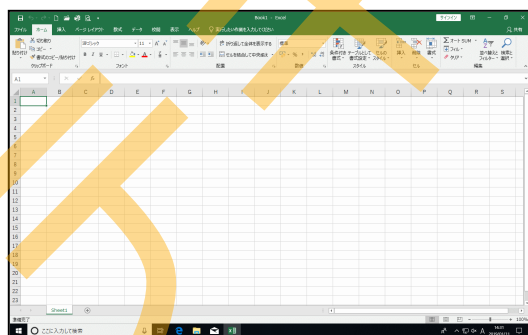 Book1 - Excel
サインイン
ファイル ホーム 挿入 ページ レイアウト 数式 データ 校閲 表示 ヘルプ 実行したい作業を入力してください 共有
貼り付け 切り取り コピー 書式のコピー/貼り付け
游ゴシック 11
折り返して全体を表示する
セルを結合して中央揃え
標準
条件付き書式 テーブルとして書式設定 セルのスタイル
挿入 削除 書式
オート SUM フィル クリア
並べ替えとフィルター 検索と選択
クリップボード フォント 配置 数値 スタイル セル 編集
A1
A B C D E F G H I J K L M N O P Q R S
1
2
3
4
5
6
7
8
9
10
11
12
13
14
15
16
17
18
19
20
21
22
23
Sheet1
準備完了
100%
ここに入力して検索
A